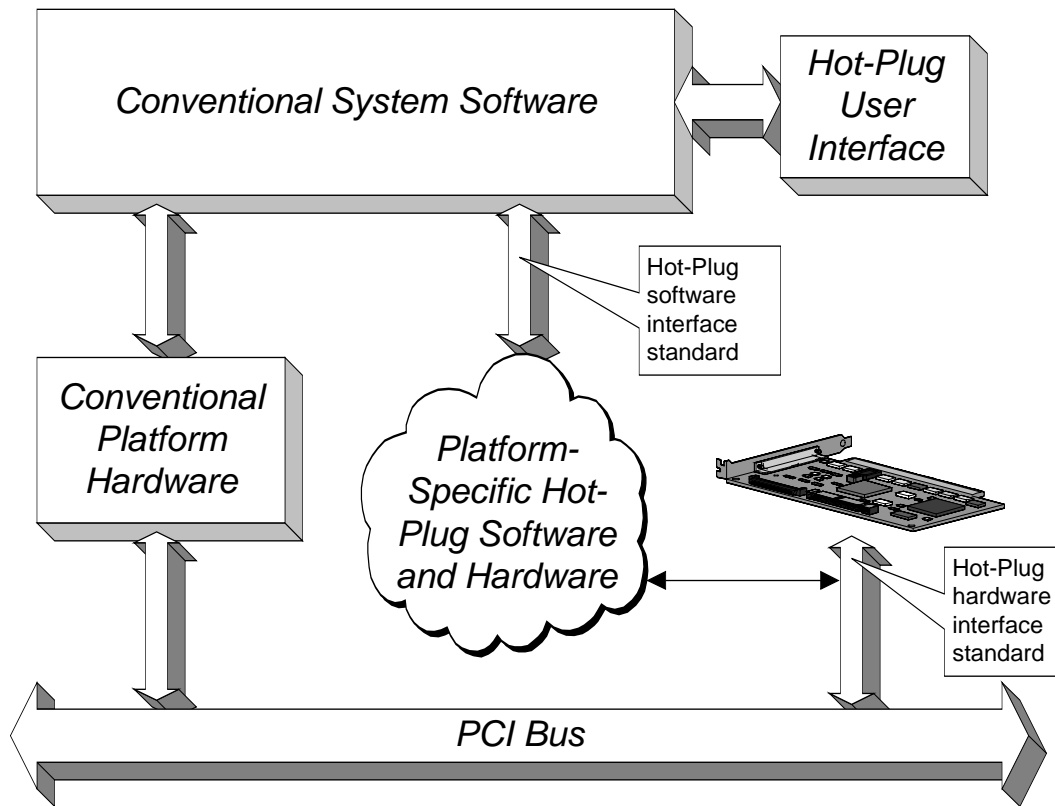 Conventional System Software
Hot-Plug
User
Interface
Hot-Plug
software
interface
standard
Conventional
Platform
Hardware
Platform-
Specific Hot-
Plug Software
and Hardware
Hot-Plug
hardware
interface
standard
PCI Bus